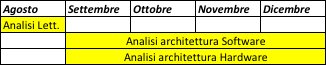 Agosto Settembre Ottobre Novembre Dicembre
Analisi Lett.
Analisi architettura Software
Analisi architettura Hardware